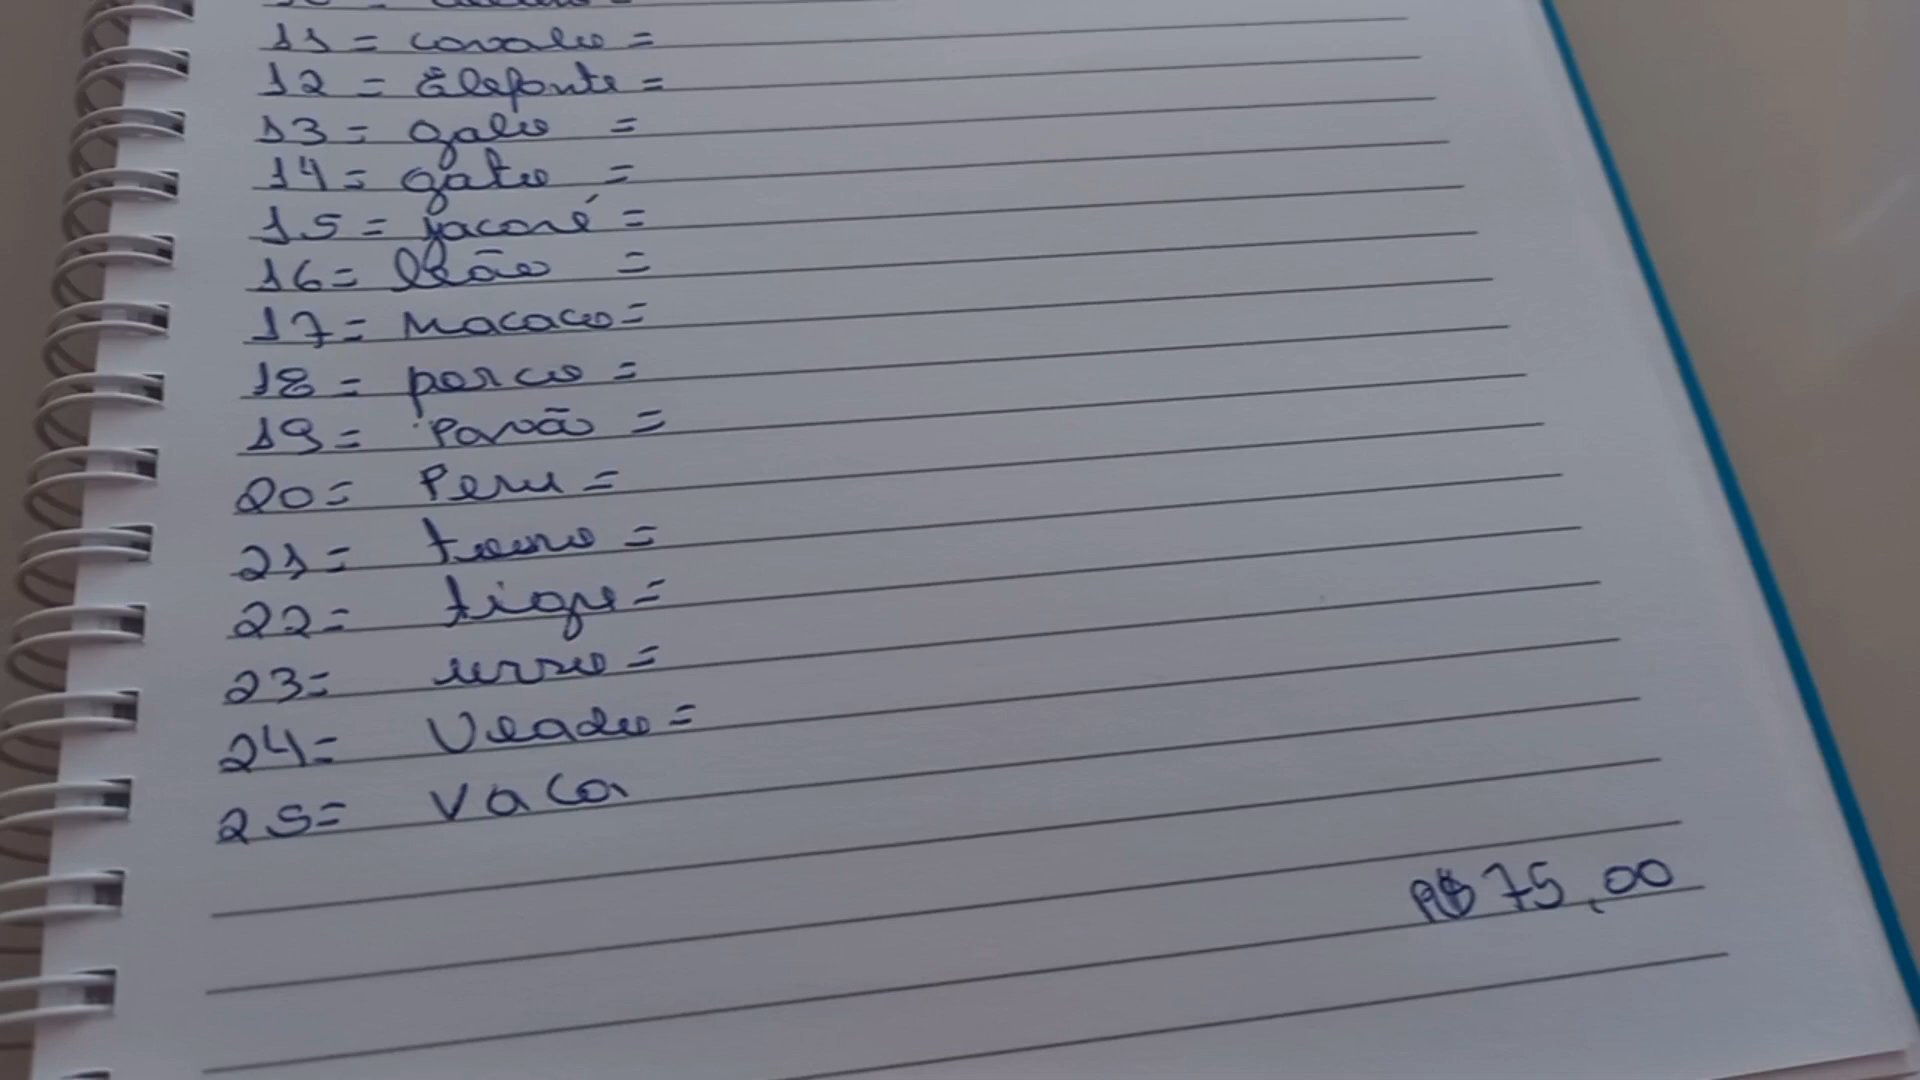 11 = cavalo =
12 = Elefante =
13 = galo =
14 = gato =
15 = jacaré =
16 = leão =
17 = Macaco =
18 = porco =
19 = Pavão =
20 = Peru =
21 = touro =
22 = tigre =
23 = urso =
24 = Veado =
25 = Vaca
R$ 75,00